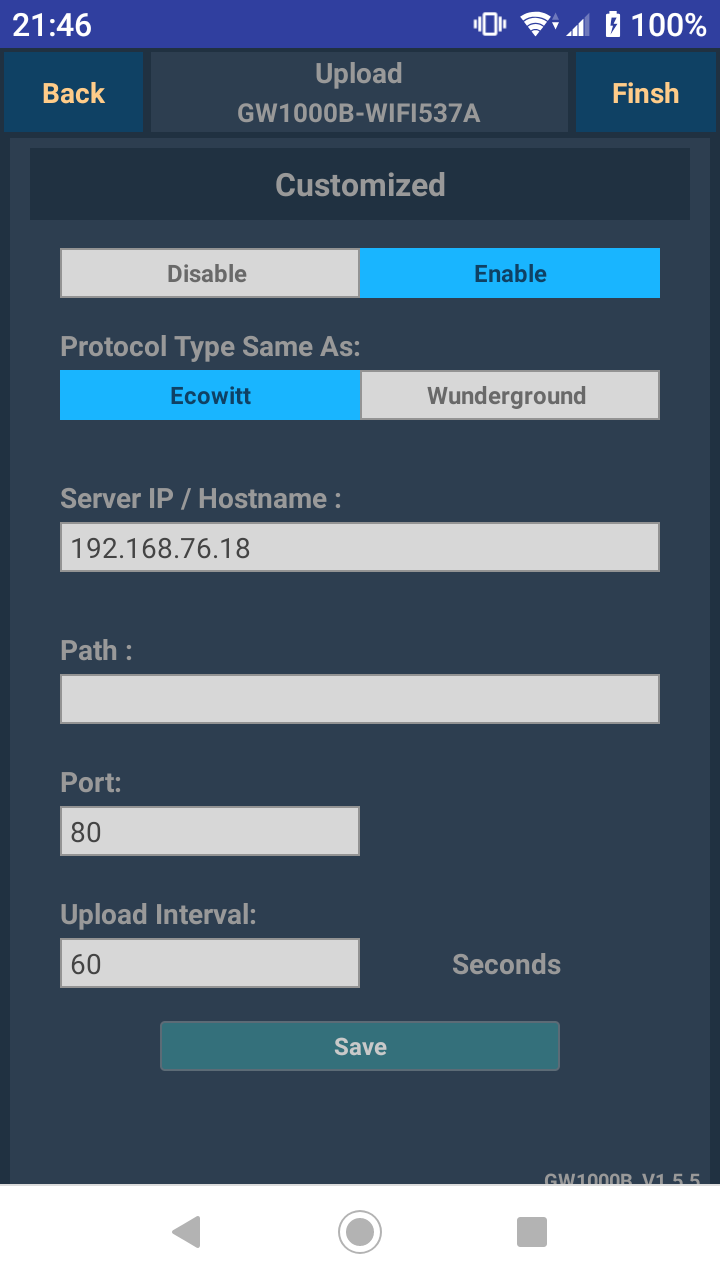 21:46 100%
Back
Upload
GW1000B-WIFI537A
Finsh
Customized
Disable Enable
Protocol Type Same As:
Ecowitt Wunderground
Server IP / Hostname :
192.168.76.18
Path :
Port:
80
Upload Interval:
60 Seconds
Save
GW1000B_V1.5.5